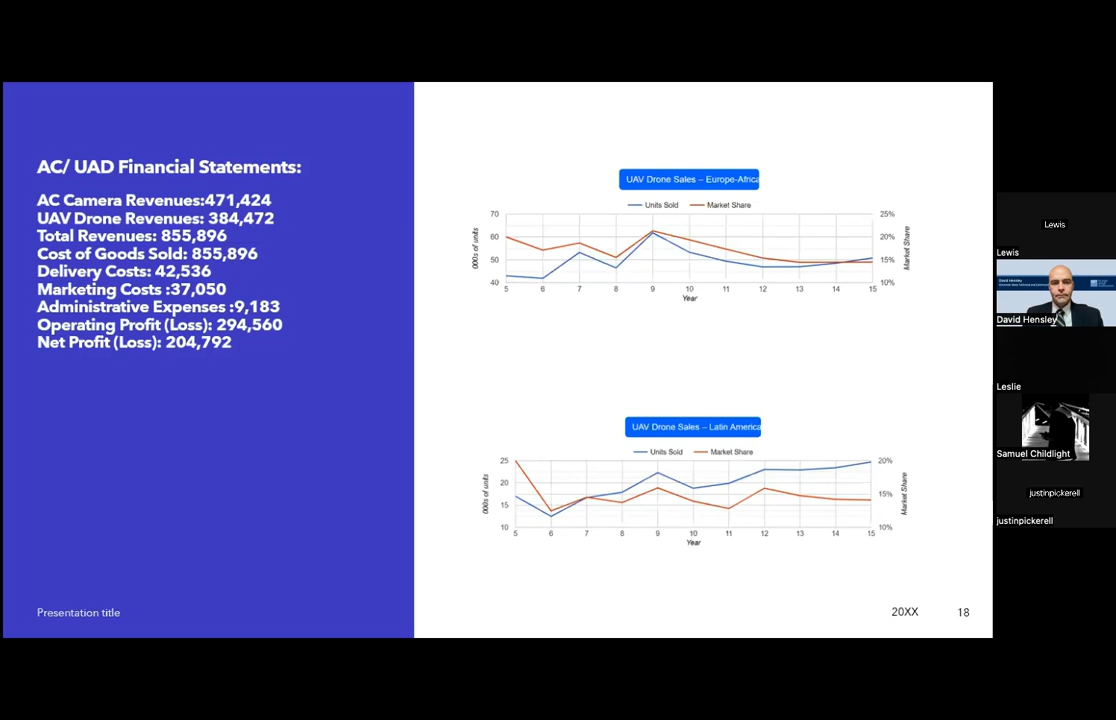 AC/ UAD Financial Statements:
AC Camera Revenues:471,424
UAV Drone Revenues: 384,472
Total Revenues: 855,896
Cost of Goods Sold: 855,896
Delivery Costs: 42,536
Marketing Costs :37,050
Administrative Expenses :9,183
Operating Profit (Loss): 294,560
Net Profit (Loss): 204,792
Presentation title
UAV Drone Sales – Europe-Africa
Units Sold Market Share
70 25%
60 20%
50 15%
40 10%
000s of units
Market Share
5 6 7 8 9 10 11 12 13 14 15
Year
UAV Drone Sales – Latin America
Units Sold Market Share
25 20%
20
15 15%
10 10%
000s of units
Market Share
5 6 7 8 9 10 11 12 13 14 15
Year
20XX 18
Lewis
Lewis
David Hensley
Leslie
Samuel Childlight
justinpickerell
justinpickerell